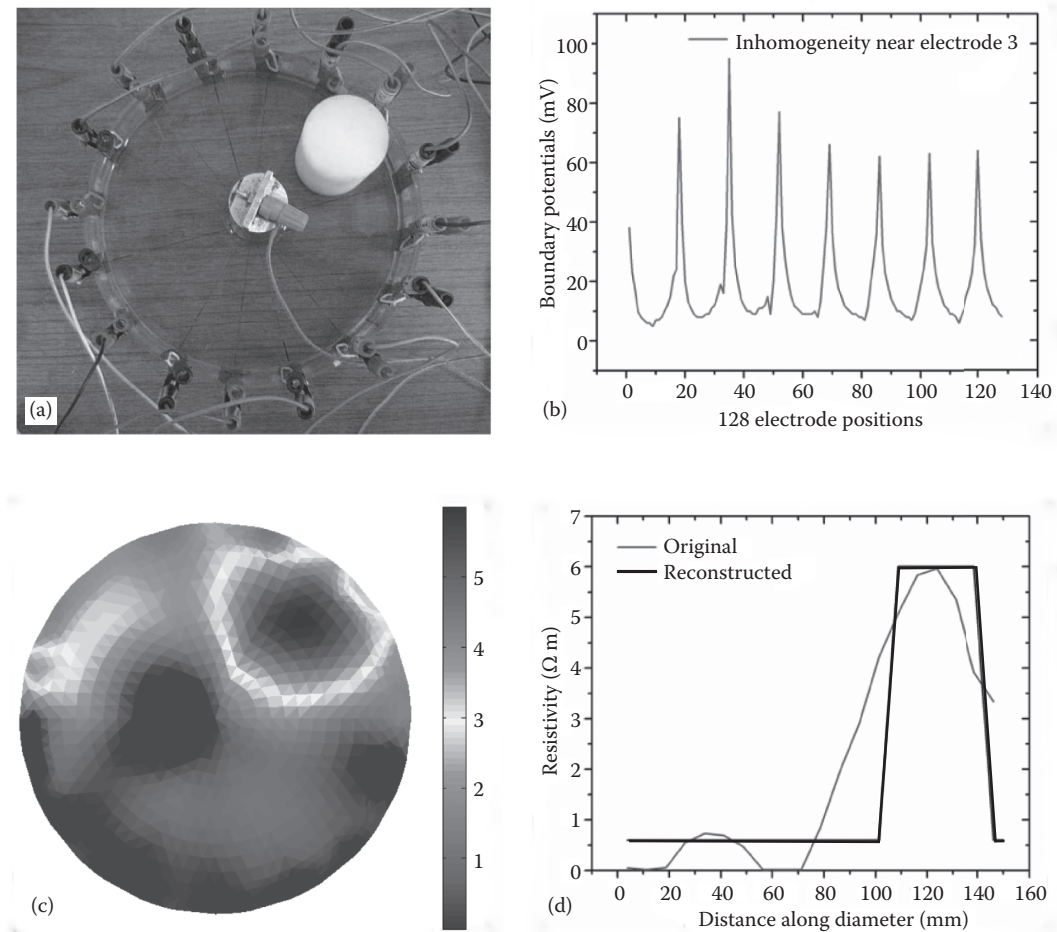 (a)
100
80
60
40
20
0
Boundary potentials (mV)
Inhomogeneity near electrode 3
0 20 40 60 80 100 120 140
128 electrode positions
(b)
5
4
3
2
1
(c)
7
6
5
4
3
2
1
0
Resistivity (Ω m)
Original
Reconstructed
0 20 40 60 80 100 120 140 160
Distance along diameter (mm)
(d)